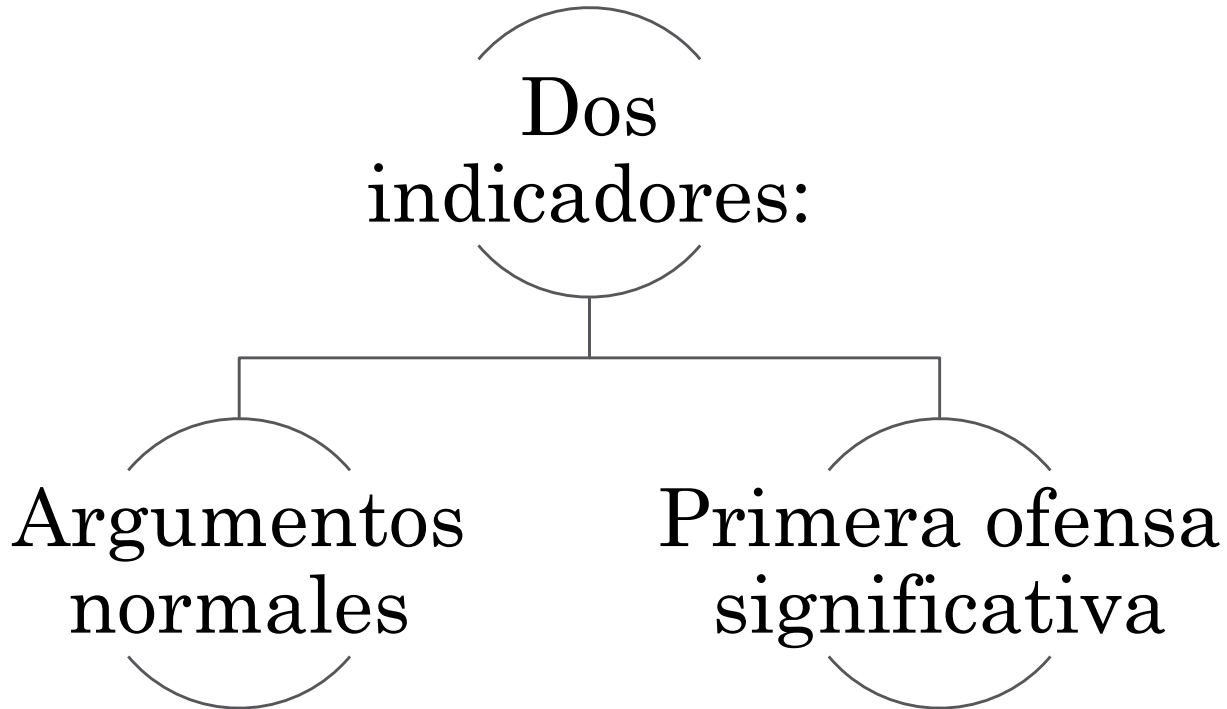 Dos
indicadores:
Argumentos
normales
Primera ofensa
significativa